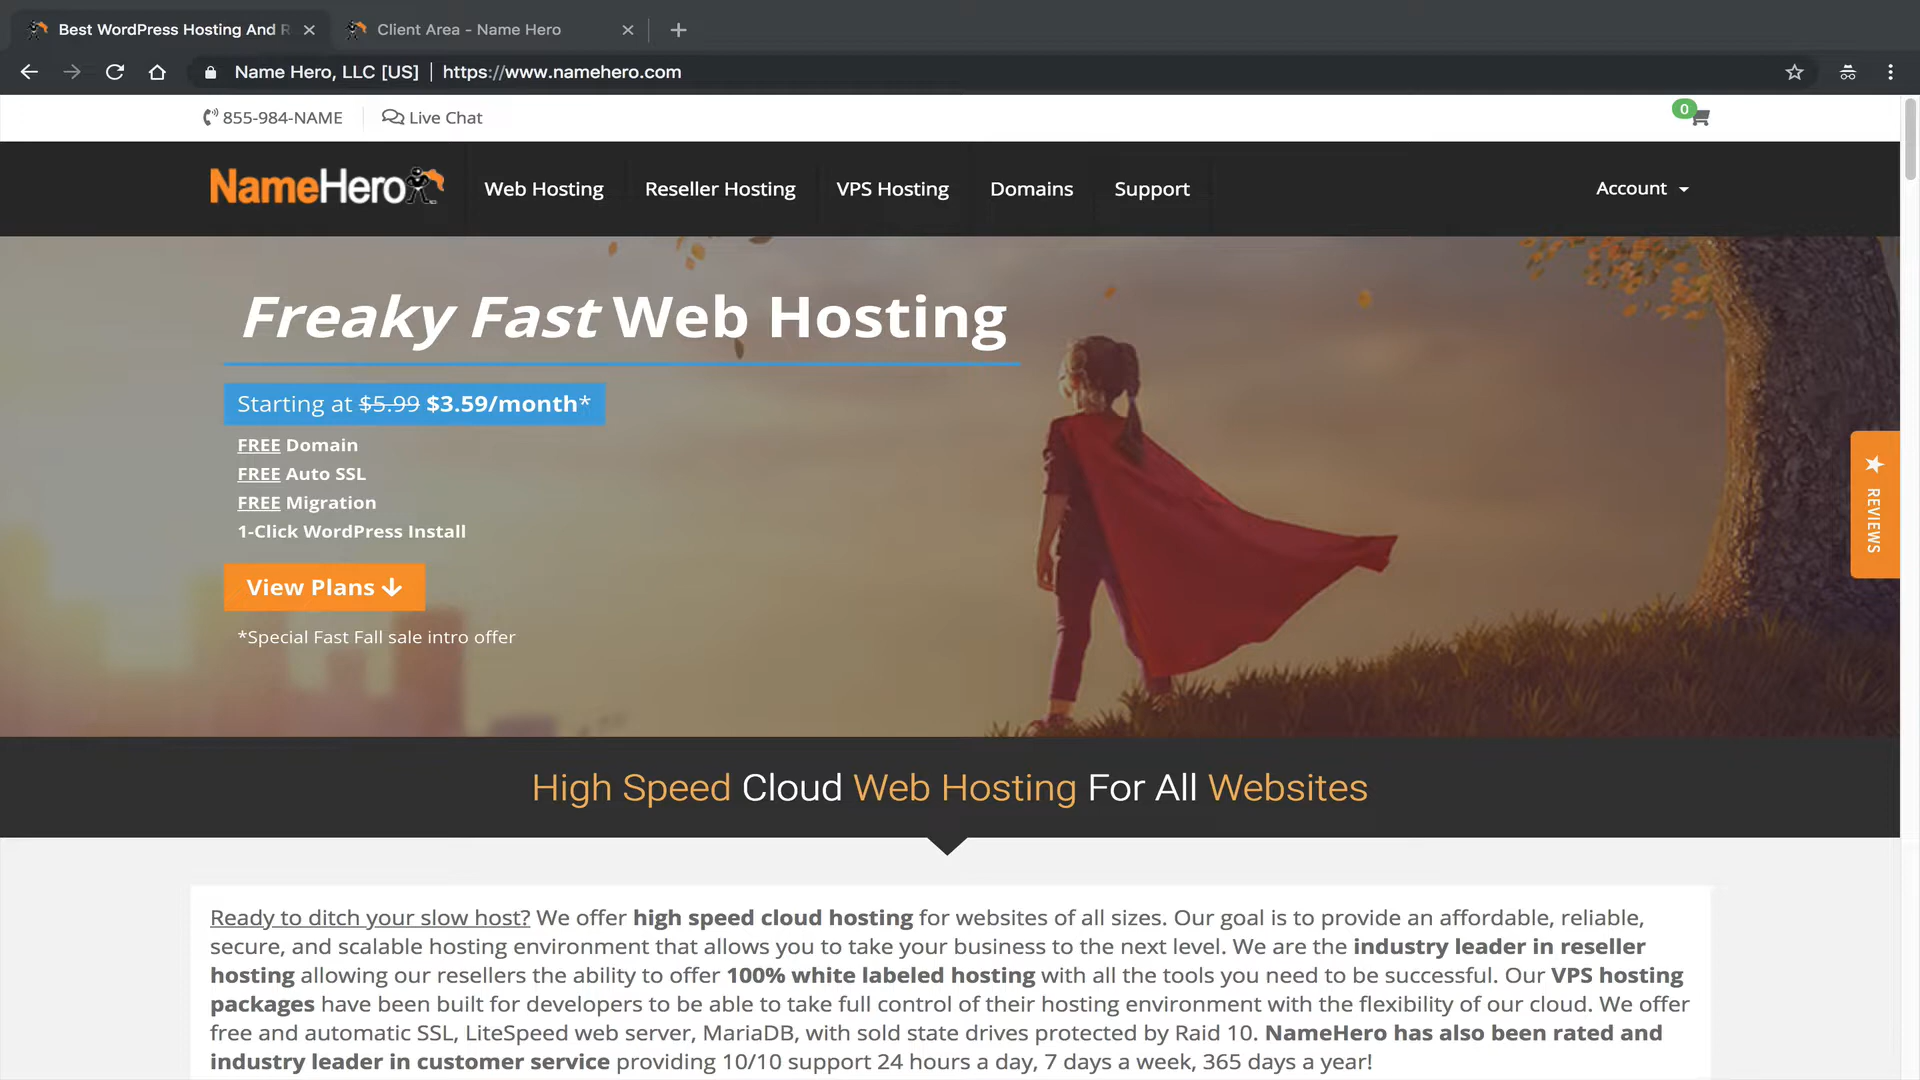 Best WordPress Hosting And R
Client Area - Name Hero
Name Hero, LLC [US] | https://www.namehero.com
855-984-NAME
Live Chat
0
NameHero
Web Hosting
Reseller Hosting
VPS Hosting
Domains
Support
Account
Freaky Fast Web Hosting
Starting at $5.99 $3.59/month*
FREE Domain
FREE Auto SSL
FREE Migration
1-Click WordPress Install
View Plans
*Special Fast Fall sale intro offer
REVIEWS
High Speed Cloud Web Hosting For All Websites
Ready to ditch your slow host? We offer high speed cloud hosting for websites of all sizes. Our goal is to provide an affordable, reliable,
secure, and scalable hosting environment that allows you to take your business to the next level. We are the industry leader in reseller
hosting allowing our resellers the ability to offer 100% white labeled hosting with all the tools you need to be successful. Our VPS hosting
packages have been built for developers to be able to take full control of their hosting environment with the flexibility of our cloud. We offer
free and automatic SSL, LiteSpeed web server, MariaDB, with sold state drives protected by Raid 10. NameHero has also been rated and
industry leader in customer service providing 10/10 support 24 hours a day, 7 days a week, 365 days a year!